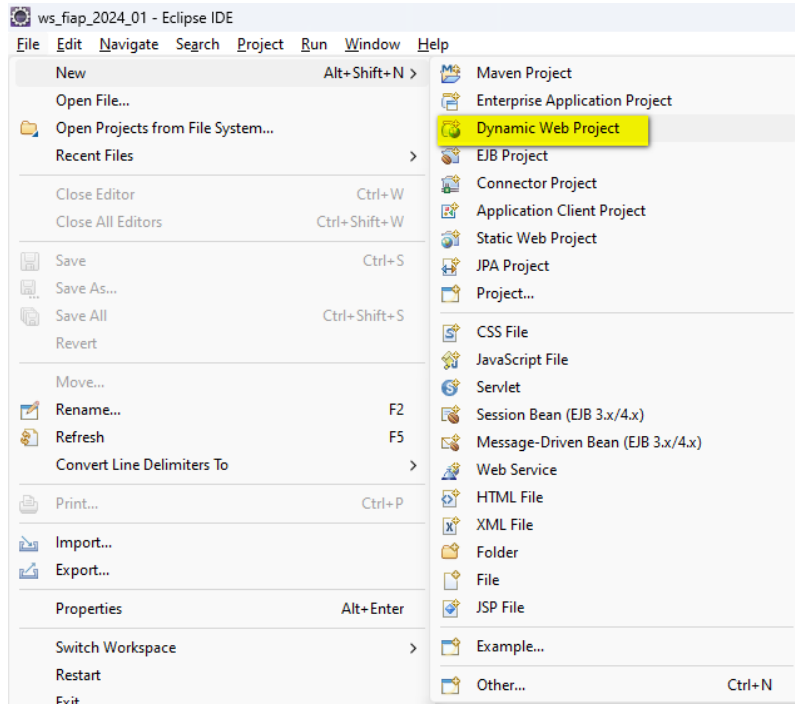 ws_fiap_2024_01 - Eclipse IDE
File Edit Navigate Search Project Run Window Help
New Alt+Shift+N >
Open File...
Open Projects from File System...
Recent Files >
Close Editor Ctrl+W
Close All Editors Ctrl+Shift+W
Save Ctrl+S
Save As...
Save All Ctrl+Shift+S
Revert
Move...
Rename... F2
Refresh F5
Convert Line Delimiters To >
Print... Ctrl+P
Import...
Export...
Properties Alt+Enter
Switch Workspace >
Restart
Exit
Maven Project
Enterprise Application Project
Dynamic Web Project
EJB Project
Connector Project
Application Client Project
Static Web Project
JPA Project
Project...
CSS File
JavaScript File
Servlet
Session Bean (EJB 3.x/4.x)
Message-Driven Bean (EJB 3.x/4.x)
Web Service
HTML File
XML File
Folder
File
JSP File
Example...
Other... Ctrl+N